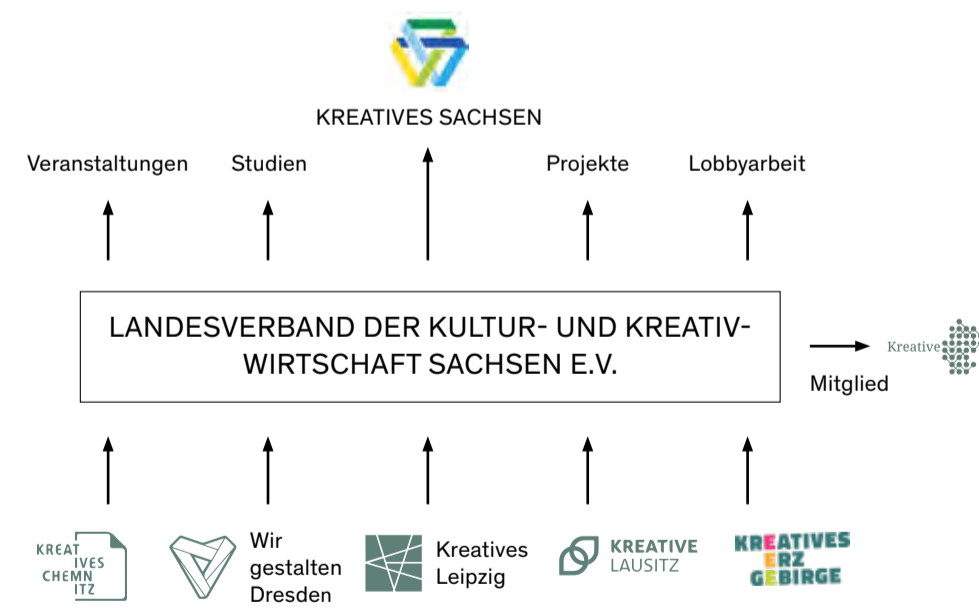 KREATIVES SACHSEN
Veranstaltungen
Studien
Projekte
Lobbyarbeit
LANDESVERBAND DER KULTUR- UND KREATIV-
WIRTSCHAFT SACHSEN E.V.
Kreative
Mitglied
KREAT
IVES
CHEMN
ITZ
Wir
gestalten
Dresden
Kreatives
Leipzig
KREATIVE
LAUSITZ
KREATIVES
ERZ
GEBIRGE